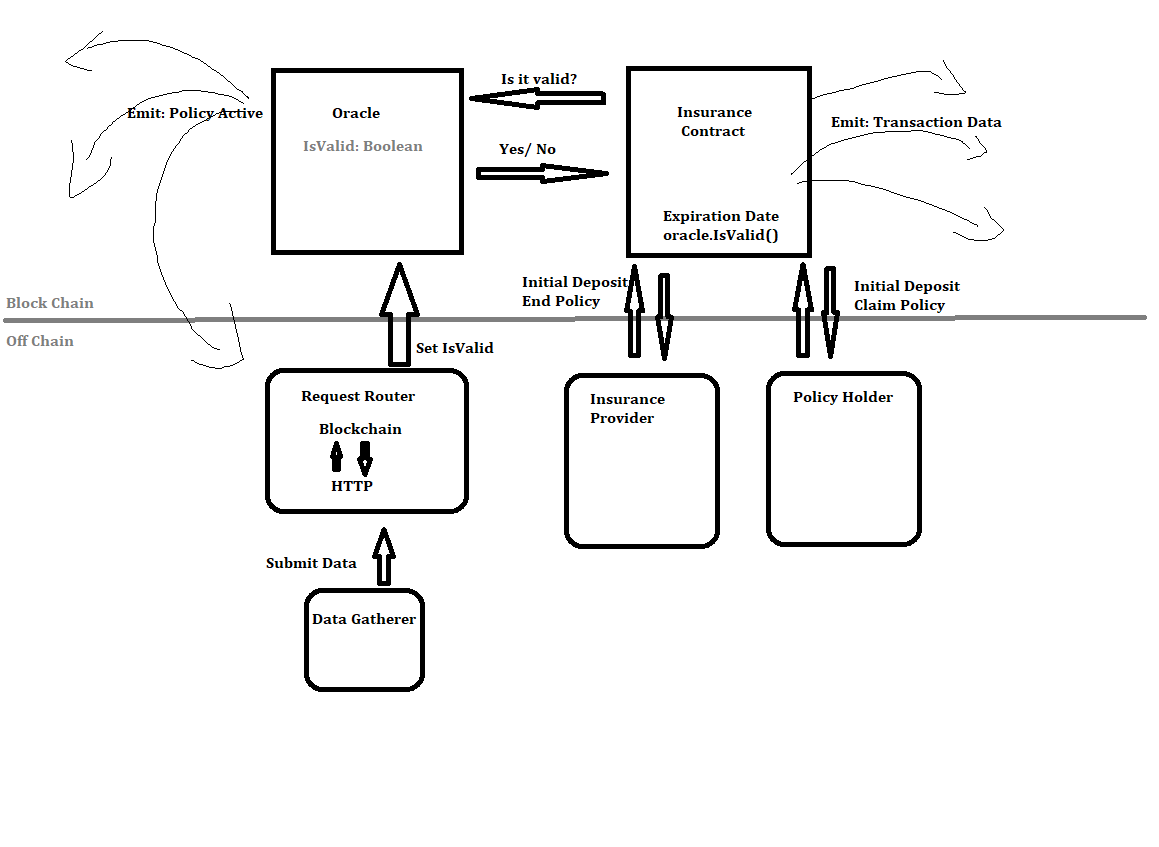 Is it valid?
Emit: Policy Active
Oracle
IsValid: Boolean
Yes/ No
Insurance
Contract
Expiration Date
oracle.IsValid()
Emit: Transaction Data
Block Chain
Off Chain
Set IsValid
Initial Deposit
End Policy
Initial Deposit
Claim Policy
Request Router
Blockchain
HTTP
Insurance
Provider
Policy Holder
Submit Data
Data Gatherer